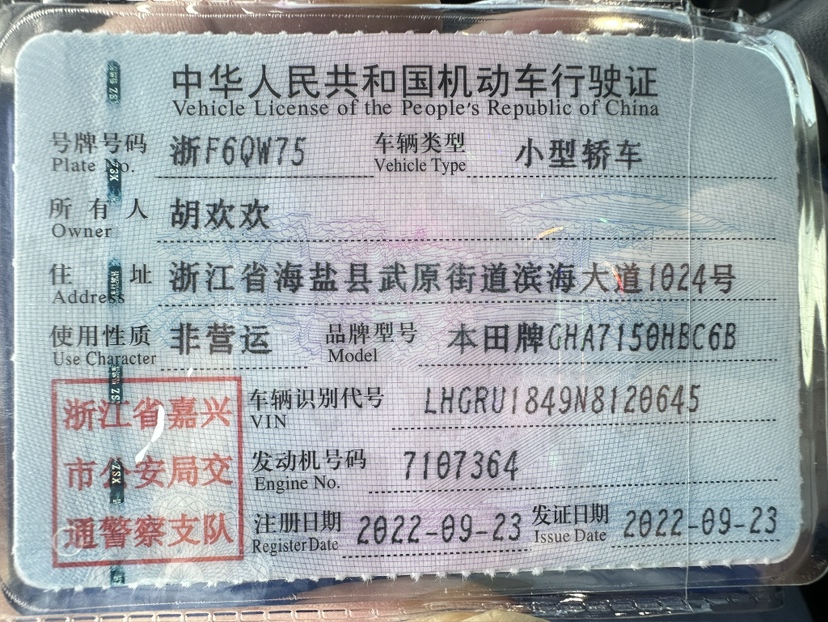 中华人民共和国机动车行驶证
Vehicle License of the People's Republic of China
号牌号码 浙F6QW75 车辆类型 小型轿车
Plate No. Vehicle Type
所有人 胡欢欢
Owner
住址 浙江省海盐县武原街道滨海大道1024号
Address
使用性质 非营运 品牌型号 本田牌GHA7150HBC6B
Use Character Model
浙江省嘉兴
市公安局交
通警察支队
车辆识别代号 LHGRU1849N8120645
VIN
发动机号码 7107364
Engine No.
注册日期 2022-09-23 发证日期 2022-09-23
Register Date Issue Date